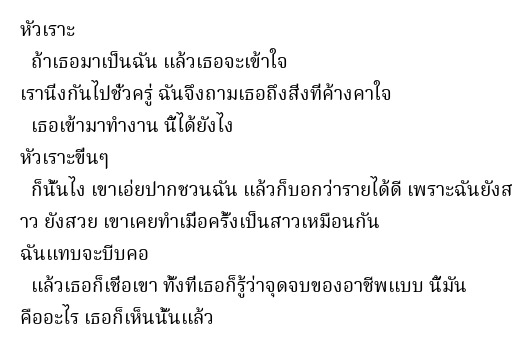 หัวเราะ
ถ้าเธอมาเป็นฉัน แล้วเธอจะเข้าใจ
เรานิ่งกันไปชั่วครู่ ฉันจึงถามเธอถึงสิ่งที่ค้างคาใจ
เธอเข้ามาทำงาน นี้ได้ยังไง
หัวเราะขืนๆ
ก็นั้นไง เขาเอ่ยปากชวนฉัน แล้วก็บอกว่ารายได้ดี เพราะฉันยังส
าว ยังสวย เขาเคยทำเมื่อครั้งเป็นสาวเหมือนกัน
ฉันแทบจะบีบคอ
แล้วเธอก็เชื่อเขา ทั้งที่เธอก็รู้ว่าจุดจบของอาชีพแบบ นี้มัน
คืออะไร เธอก็เห็นนั้นแล้ว